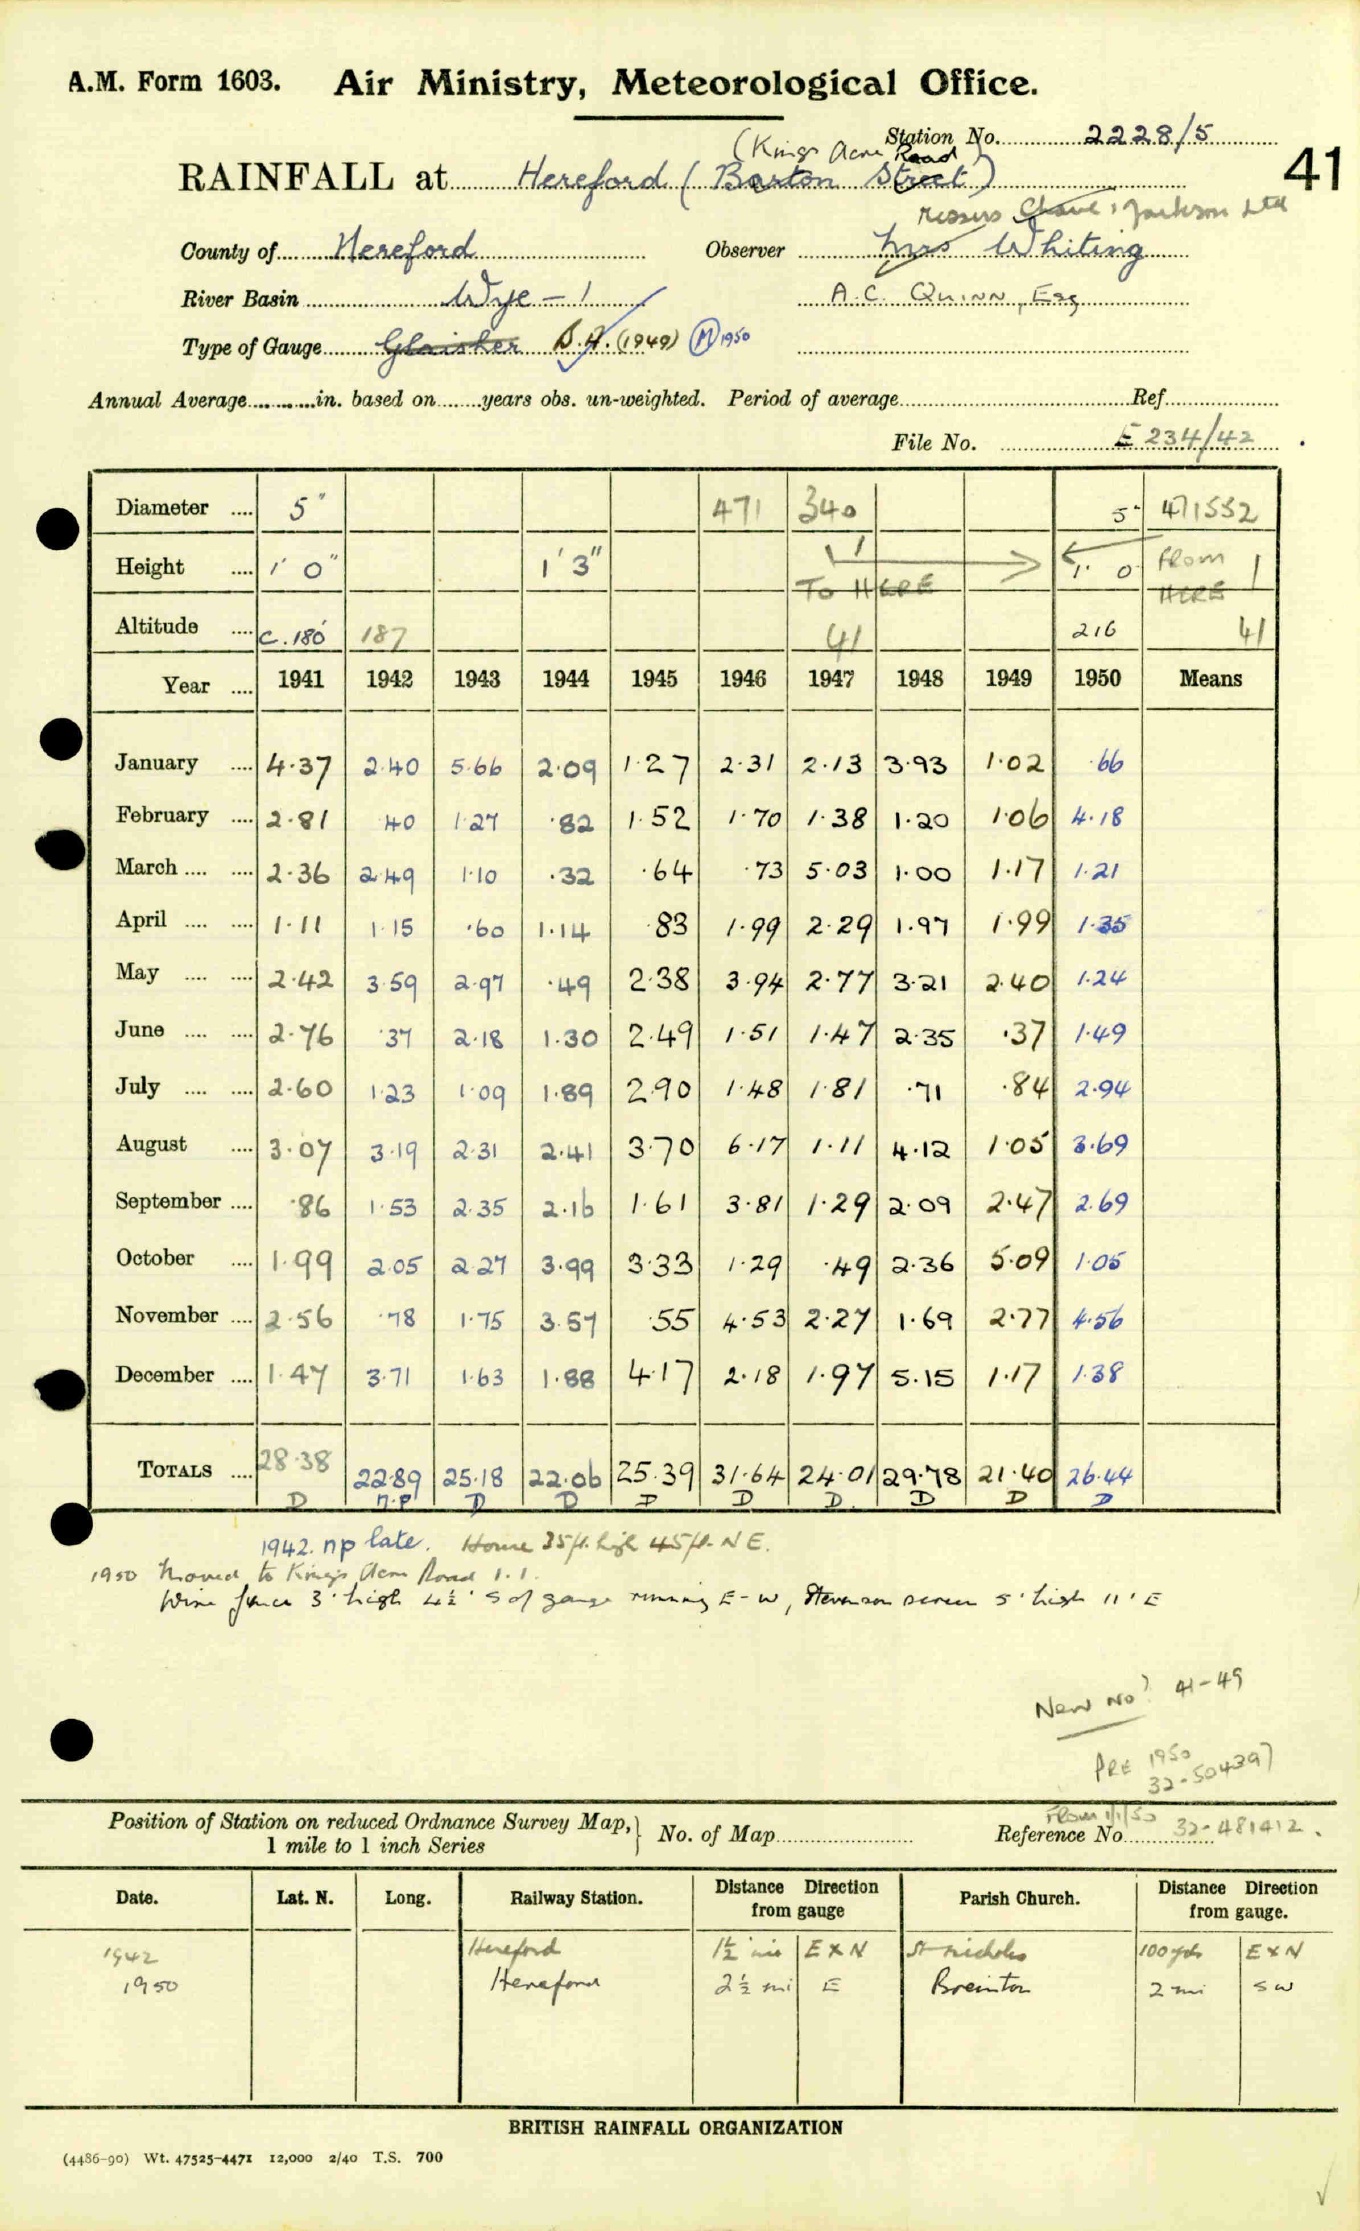 A.M. Form 1603. Air Ministry, Meteorological Office.
Station No. 2228/5
(Kings Acre Road)
RAINFALL at Hereford (Barton Street)
41
Messrs Chave & Jackson Ltd
County of Hereford Observer Mrs Whiting
River Basin Wye - 1 A.C. Quinn, Esq
Type of Gauge Glaisher S.A. (1949) M 1950
Annual Average in. based on years obs. un-weighted. Period of average Ref
File No. E 234/42
Diameter 5" 471 340 5" 471552
Height 1' 0" 1' 3" 1 TO HERE 1' 0 FROM HERE 1
Altitude c.180' 187 41 216 41
Year 1941 1942 1943 1944 1945 1946 1947 1948 1949 1950 Means
January 4.37 2.40 5.66 2.09 1.27 2.31 2.13 3.93 1.02 .66
February 2.81 .40 1.27 .82 1.52 1.70 1.38 1.20 1.06 4.18
March 2.36 2.49 1.10 .32 .64 .73 5.03 1.00 1.17 1.21
April 1.11 1.15 .60 1.14 .83 1.99 2.29 1.97 1.99 1.35
May 2.42 3.59 2.97 .49 2.38 3.94 2.77 3.21 2.40 1.24
June 2.76 .37 2.18 1.30 2.49 1.51 1.47 2.35 .37 1.49
July 2.60 1.23 1.09 1.89 2.90 1.48 1.81 .71 .84 2.94
August 3.07 3.19 2.31 2.41 3.70 6.17 1.11 4.12 1.05 3.69
September .86 1.53 2.35 2.16 1.61 3.81 1.29 2.09 2.47 2.69
October 1.99 2.05 2.27 3.99 3.33 1.29 .49 2.36 5.09 1.05
November 2.56 .78 1.75 3.57 .55 4.53 2.27 1.69 2.77 4.56
December 1.47 3.71 1.63 1.88 4.17 2.18 1.97 5.15 1.17 1.38
TOTALS 28.38 22.89 25.18 22.06 25.39 31.64 24.01 29.78 21.40 26.44
D n.p D D D D D D D D
1942. np late. House 35ft. high 45ft. NE.
1950 Moved to Kings Acre Road 1.1.
Wire fence 3' high 4½' S of gauge running E-W, Stevenson screen 5' high 11' E
New No? 41-49
PRE 1950
32-504397
Position of Station on reduced Ordnance Survey Map,
1 mile to 1 inch Series
No. of Map
From 1/1/50
Reference No. 32-481412.
Date. Lat. N. Long. Railway Station. Distance Direction from gauge Parish Church. Distance Direction from gauge.
1942 Hereford 1½ mi E x N St Nicholas 100 yds E x N
1950 Hereford 2½ mi E Breinton 2 mi SW
BRITISH RAINFALL ORGANIZATION
(4486-90) Wt. 47525-4471 12,000 2/40 T.S. 700